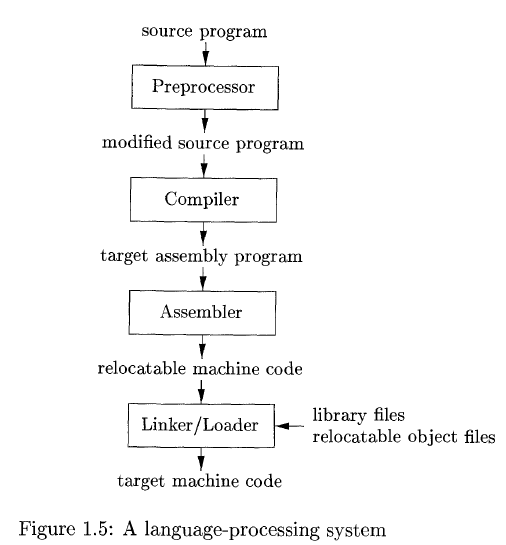 source program
Preprocessor
modified source program
Compiler
target assembly program
Assembler
relocatable machine code
Linker/Loader
library files
relocatable object files
target machine code
Figure 1.5: A language-processing system